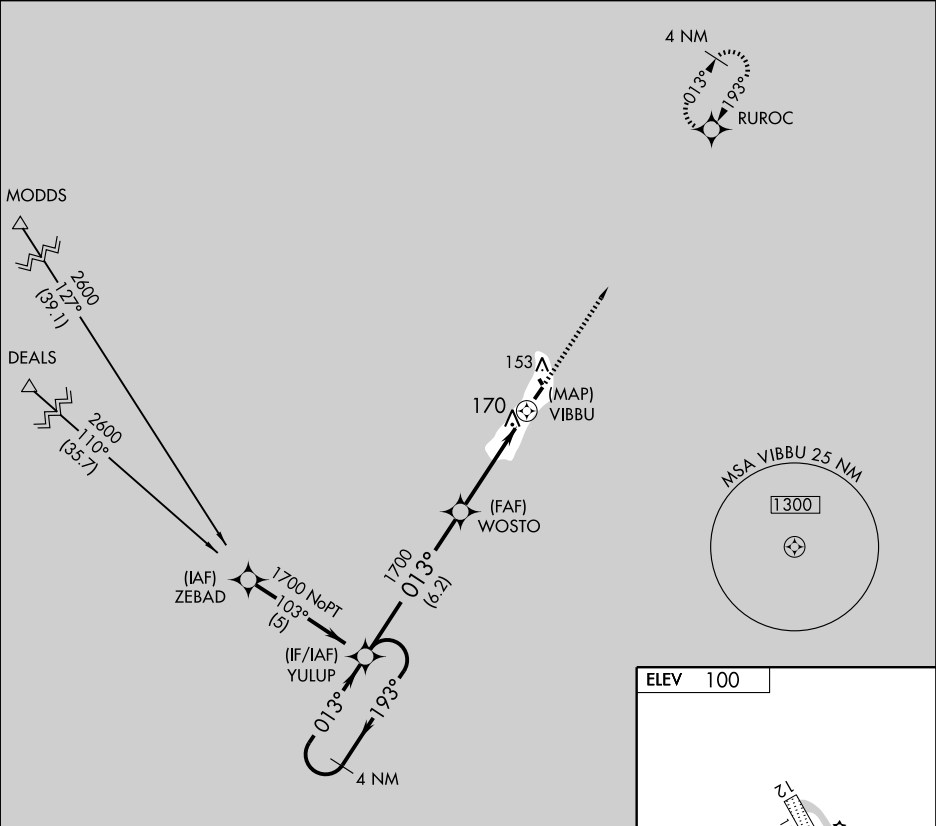 4 NM
013°
193°
RUROC
MODDS
2600
127°
(39.1)
DEALS
2600
110°
(35.7)
153
170
(MAP)
VIBBU
(FAF)
WOSTO
MSA VIBBU 25 NM
1300
1700
013°
(6.2)
(IAF)
ZEBAD
1700 NoPT
103°
(5)
(IF/IAF)
YULUP
013°
193°
4 NM
ELEV 100
12